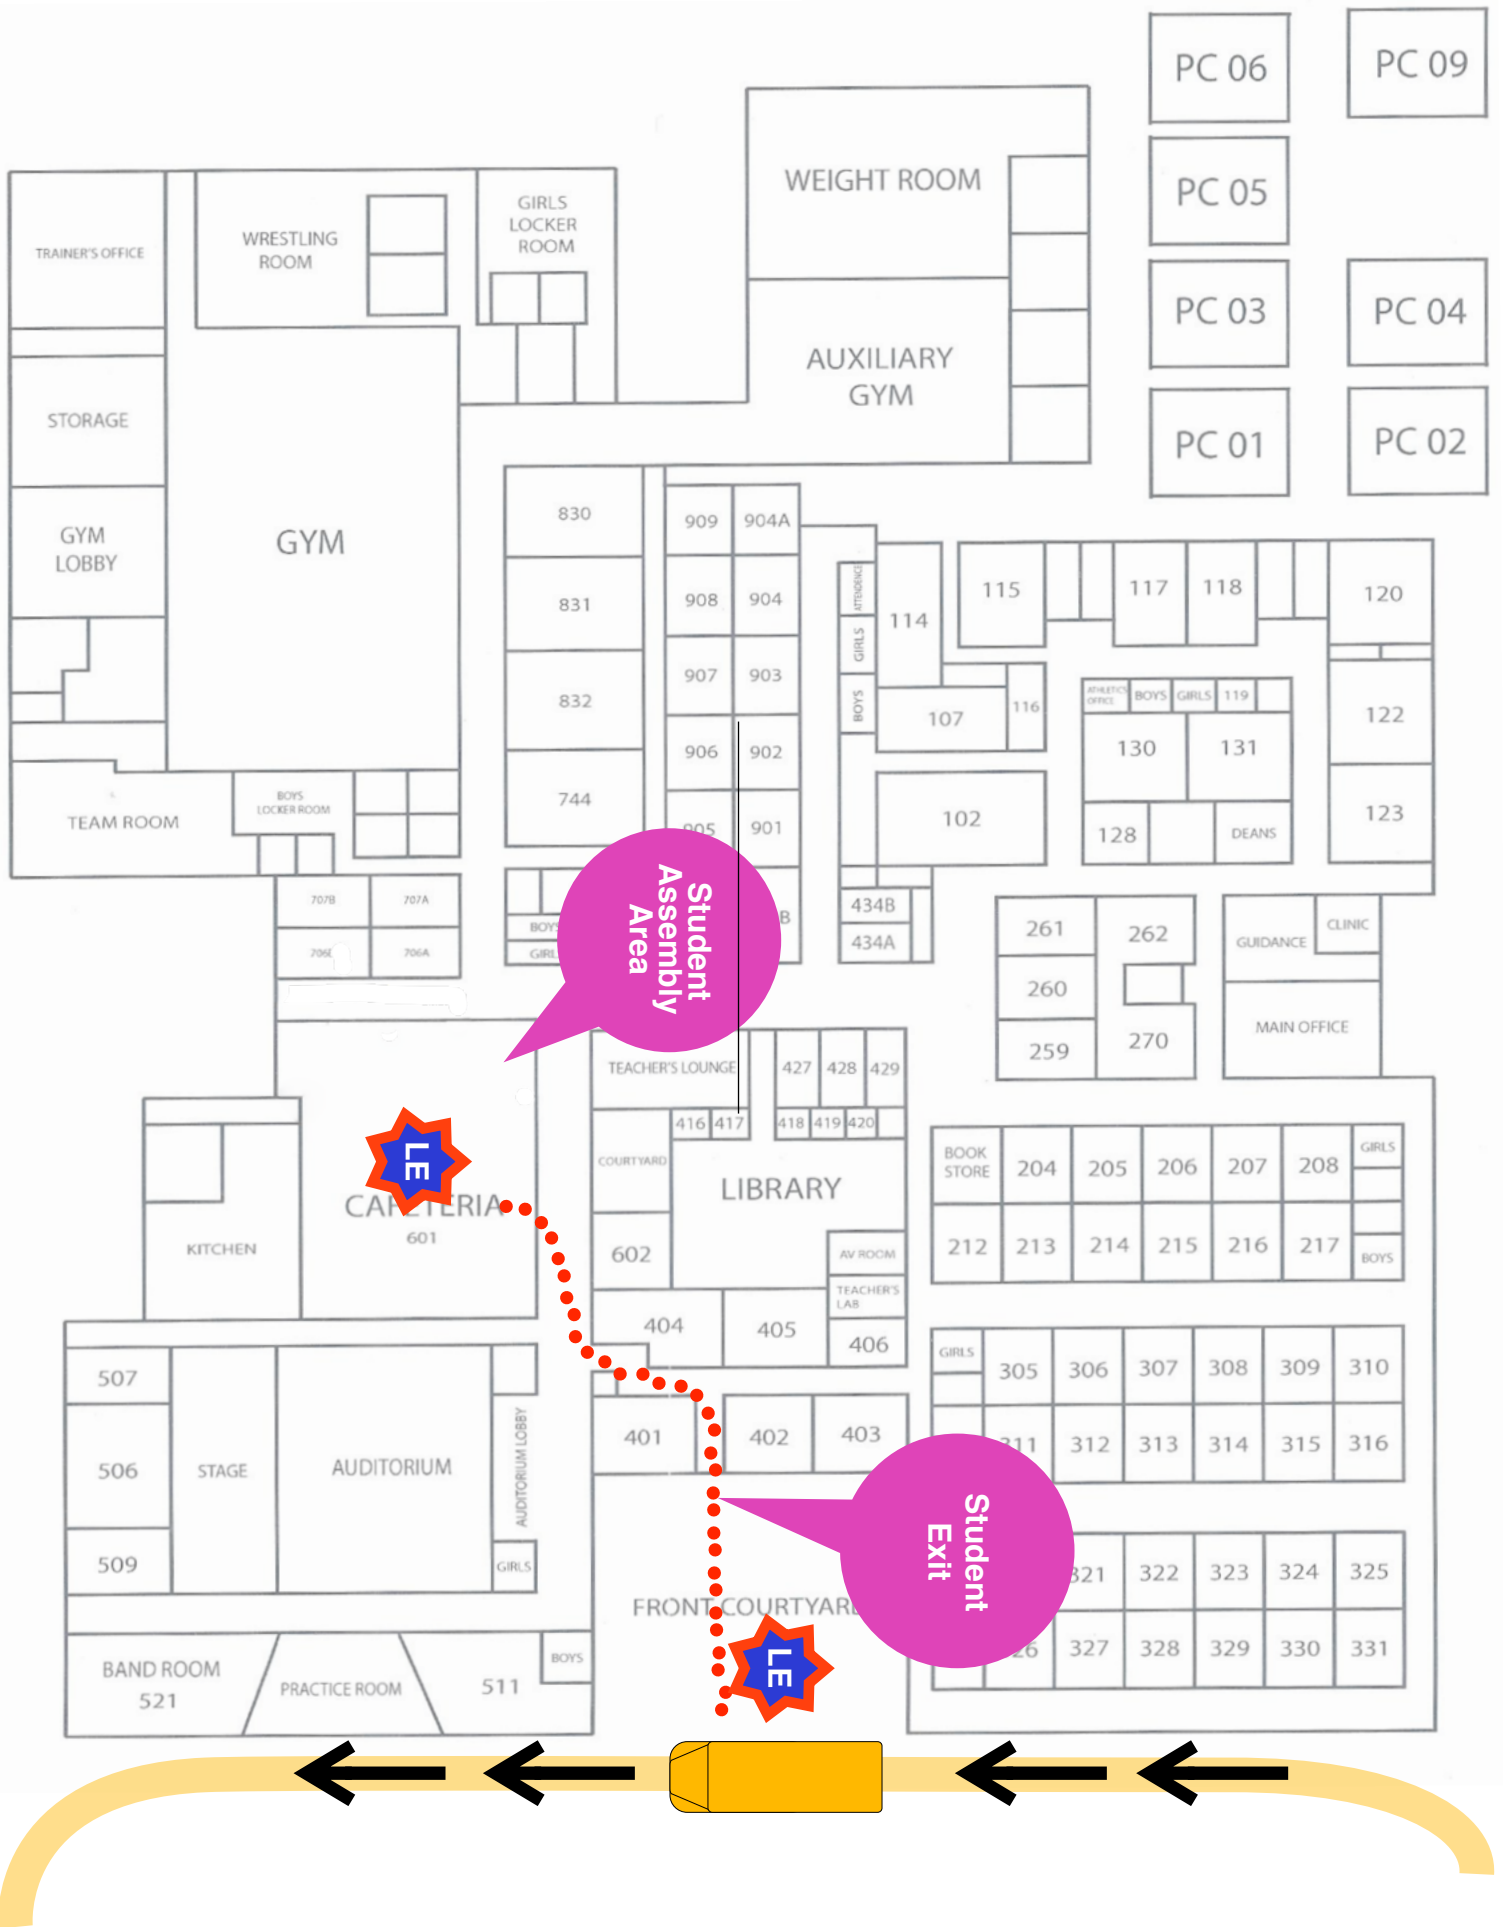 PC 06
PC 09
WEIGHT ROOM
PC 05
GIRLS
LOCKER
ROOM
WRESTLING
ROOM
TRAINER'S OFFICE
PC 03
PC 04
AUXILIARY
GYM
STORAGE
PC 01
PC 02
GYM
LOBBY
GYM
830
909
904A
831
908
904
ATTENDENCE
114
115
117
118
120
GIRLS
832
907
903
BOYS
107
116
ATHLETICS
OFFICE
BOYS
GIRLS
119
122
906
902
130
131
744
905
901
102
128
DEANS
123
TEAM ROOM
BOYS
LOCKER ROOM
707B
707A
706A
BOYS
GIRL
Student
Assembly
Area
B
434B
434A
261
262
260
259
270
GUIDANCE
CLINIC
MAIN OFFICE
TEACHER'S LOUNGE
427
428
429
416
417
418
419
420
COURTYARD
LIBRARY
LE
CAFETERIA
601
KITCHEN
602
AV ROOM
TEACHER'S
LAB
404
405
406
BOOK
STORE
204
205
206
207
208
GIRLS
212
213
214
215
216
217
BOYS
GIRLS
305
306
307
308
309
310
311
312
313
314
315
316
507
506
509
STAGE
AUDITORIUM
AUDITORIUM LOBBY
GIRLS
401
402
403
Student
Exit
321
322
323
324
325
26
327
328
329
330
331
FRONT COURTYARD
LE
BAND ROOM
521
PRACTICE ROOM
511
BOYS